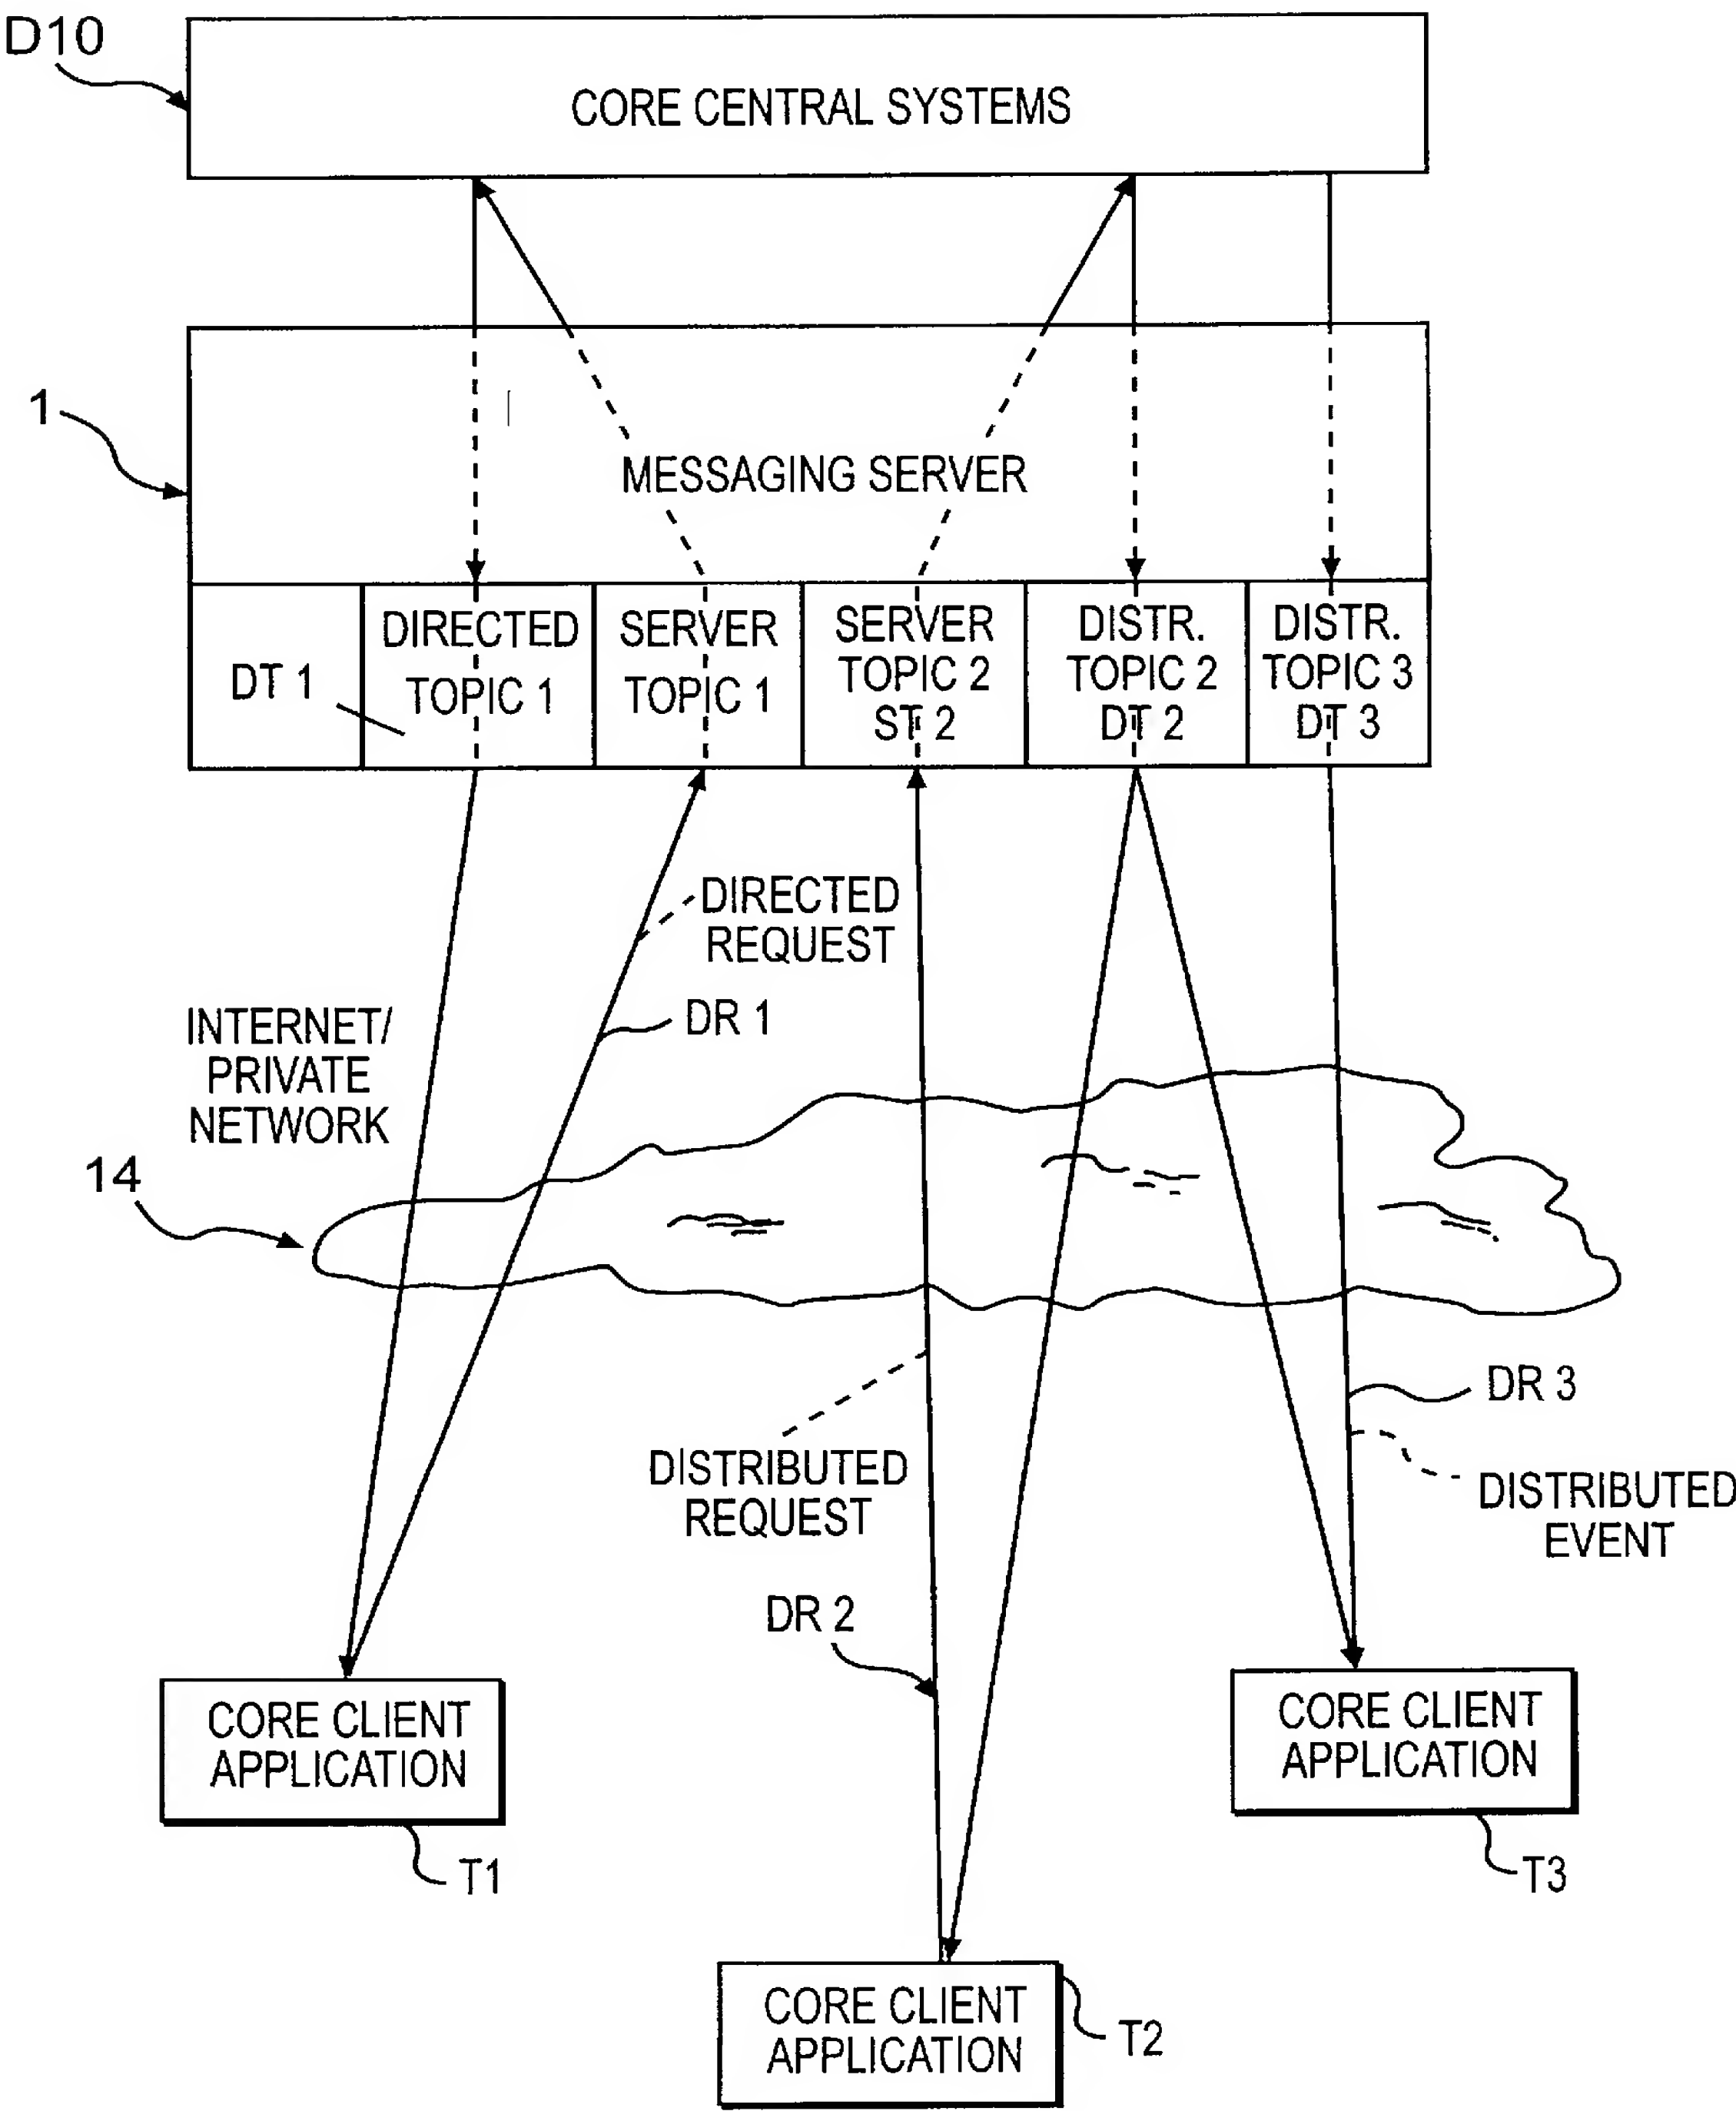 D10
CORE CENTRAL SYSTEMS
1
MESSAGING SERVER
DT 1
DIRECTED
TOPIC 1
SERVER
TOPIC 1
SERVER
TOPIC 2
ST 2
DISTR.
TOPIC 2
DT 2
DISTR.
TOPIC 3
DT 3
DIRECTED
REQUEST
DR 1
INTERNET/
PRIVATE
NETWORK
14
DR 3
DISTRIBUTED
REQUEST
DISTRIBUTED
EVENT
DR 2
CORE CLIENT
APPLICATION
T1
CORE CLIENT
APPLICATION
T3
CORE CLIENT
APPLICATION
T2